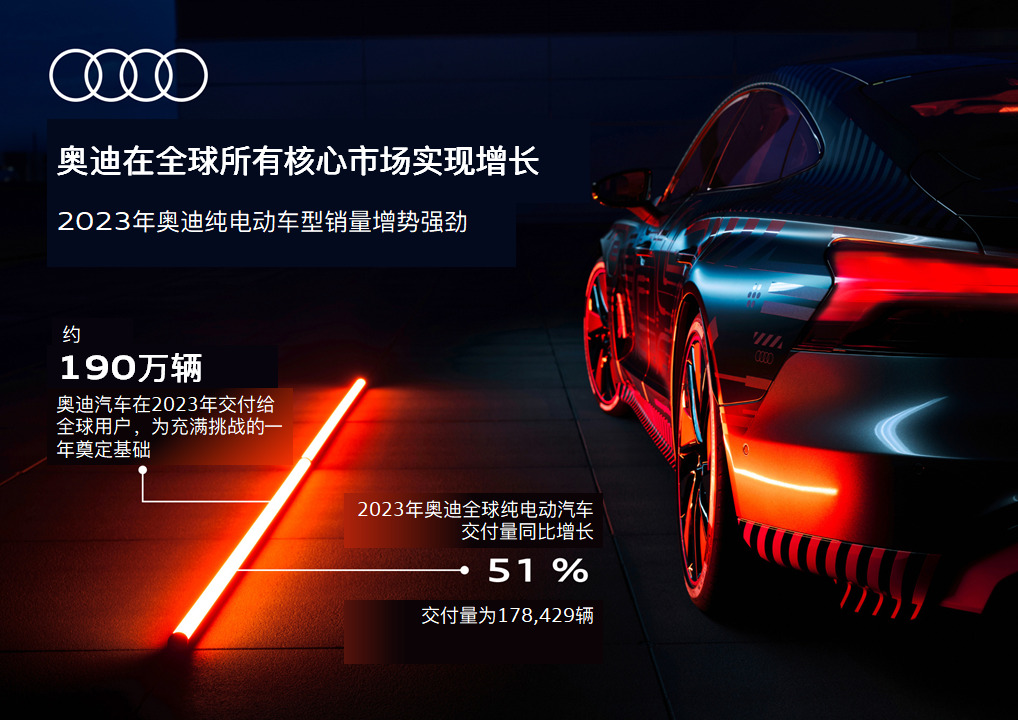 奥迪在全球所有核心市场实现增长
2023年奥迪纯电动车型销量增势强劲
约
190万辆
奥迪汽车在2023年交付给
全球用户，为充满挑战的一
年奠定基础
2023年奥迪全球纯电动汽车
交付量同比增长
51 %
交付量为178,429辆